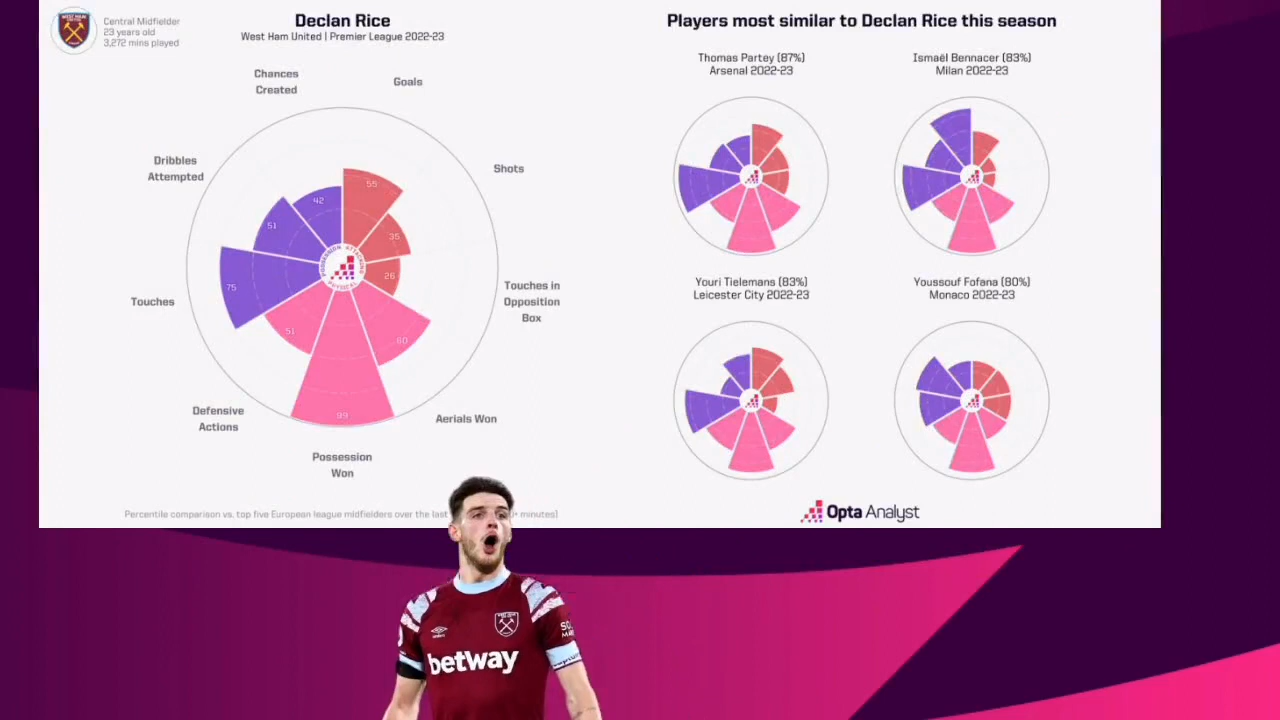 Central Midfielder
23 years old
3,272 mins played
Declan Rice
West Ham United | Premier League 2022-23
Chances
Created
Goals
Dribbles
Attempted
Shots
Touches
Touches in
Opposition
Box
Defensive
Actions
Aerials Won
Possession
Won
55
42
51
35
75
26
51
60
99
POSSESSION
ATTACKING
PHYSICAL
Percentile comparison vs. top five European league midfielders over the last
minutes)
Players most similar to Declan Rice this season
Thomas Partey (87%)
Arsenal 2022-23
Ismaël Bennacer (83%)
Milan 2022-23
Youri Tielemans (83%)
Leicester City 2022-23
Youssouf Fofana (80%)
Monaco 2022-23
Opta Analyst
betway